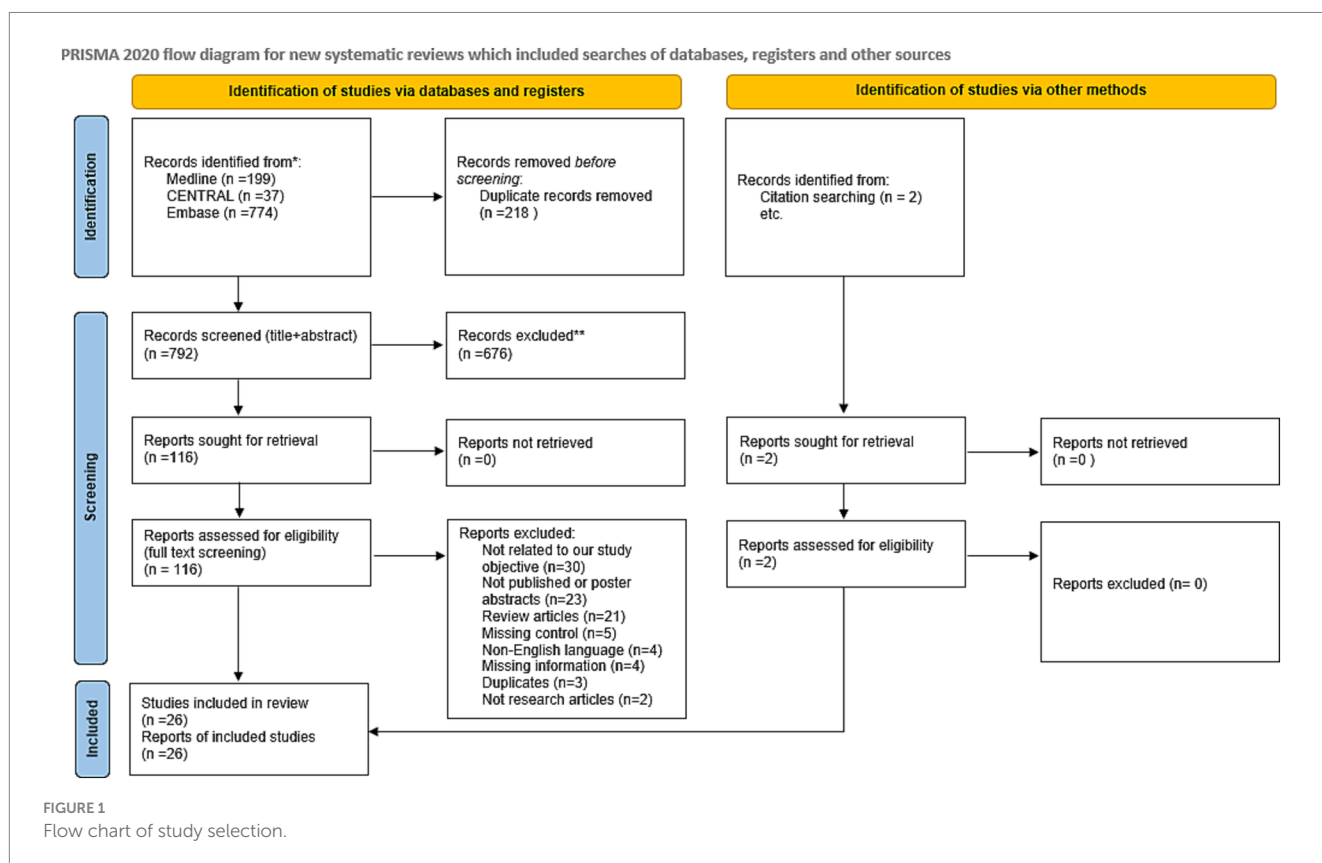 PRISMA 2020 flow diagram for new systematic reviews which included searches of databases, registers and other sources
Identification of studies via databases and registers
Identification of studies via other methods
Identification
Records identified from*:
Medline (n =199)
CENTRAL (n =37)
Embase (n =774)
Records removed before
screening:
Duplicate records removed
(n =218 )
Records identified from:
Citation searching (n = 2)
etc.
Screening
Records screened (title+abstract)
(n =792)
Records excluded**
(n =676)
Reports sought for retrieval
(n =116)
Reports not retrieved
(n =0)
Reports sought for retrieval
(n =2)
Reports not retrieved
(n =0 )
Reports assessed for eligibility
(full text screening)
(n = 116)
Reports excluded:
Not related to our study
objective (n=30)
Not published or poster
abstracts (n=23)
Review articles (n=21)
Missing control (n=5)
Non-English language (n=4)
Missing information (n=4)
Duplicates (n=3)
Not research articles (n=2)
Reports assessed for eligibility
(n =2)
Reports excluded (n= 0)
Included
Studies included in review
(n =26)
Reports of included studies
(n =26)
FIGURE 1
Flow chart of study selection.